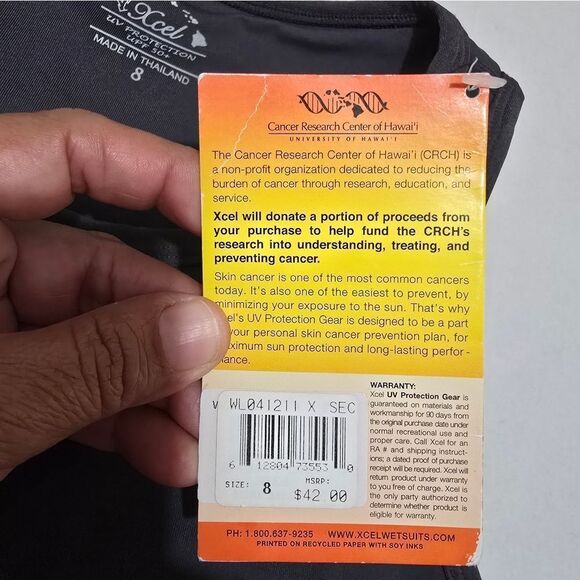 Xcel
UV PROTECTION
UPF 50+
MADE IN THAILAND
8
Cancer Research Center of Hawai'i
UNIVERSITY OF HAWAI'I
The Cancer Research Center of Hawai'i (CRCH) is
a non-profit organization dedicated to reducing the
burden of cancer through research, education, and
service.
Xcel will donate a portion of proceeds from
your purchase to help fund the CRCH's
research into understanding, treating, and
preventing cancer.
Skin cancer is one of the most common cancers
today. It's also one of the easiest to prevent, by
minimizing your exposure to the sun. That's why
el's UV Protection Gear is designed to be a part
your personal skin cancer prevention plan, for
aximum sun protection and long-lasting perfor-
ance.
WARRANTY:
Xcel UV Protection Gear is
guaranteed on materials and
workmanship for 90 days from
the original purchase date under
normal recreational use and
proper care. Call Xcel for an
RA # and shipping instruct-
ions; a dated proof of purchase
receipt will be required. Xcel will
return product under warranty
to you free of charge. Xcel is
the only party authorized to
determine whether product is
eligible for warranty.
WL041211 X SEC
6 12804 73553 0
SIZE: 8 MSRP:
$42.00
PH: 1.800.637-9235 WWW.XCELWETSUITS.COM
PRINTED ON RECYCLED PAPER WITH SOY INKS